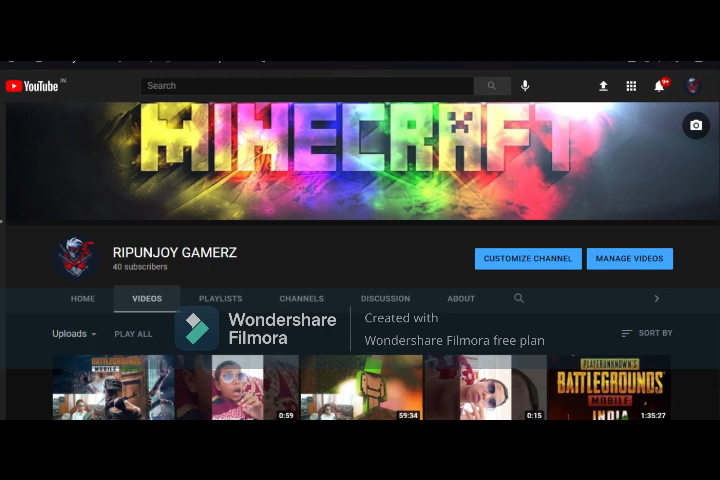 YouTube IN
Search
9+
MINECRAFT
RIPUNJOY GAMERZ
40 subscribers
CUSTOMIZE CHANNEL
MANAGE VIDEOS
HOME
VIDEOS
PLAYLISTS
CHANNELS
DISCUSSION
ABOUT
Wondershare
Filmora
Created with
Wondershare Filmora free plan
Uploads
PLAY ALL
SORT BY
BATTLEGROUNDS
MOBILE
0:59
59:34
0:15
PLAYERUNKNOWN'S
BATTLEGROUNDS
MOBILE
INDIA
1:35:27